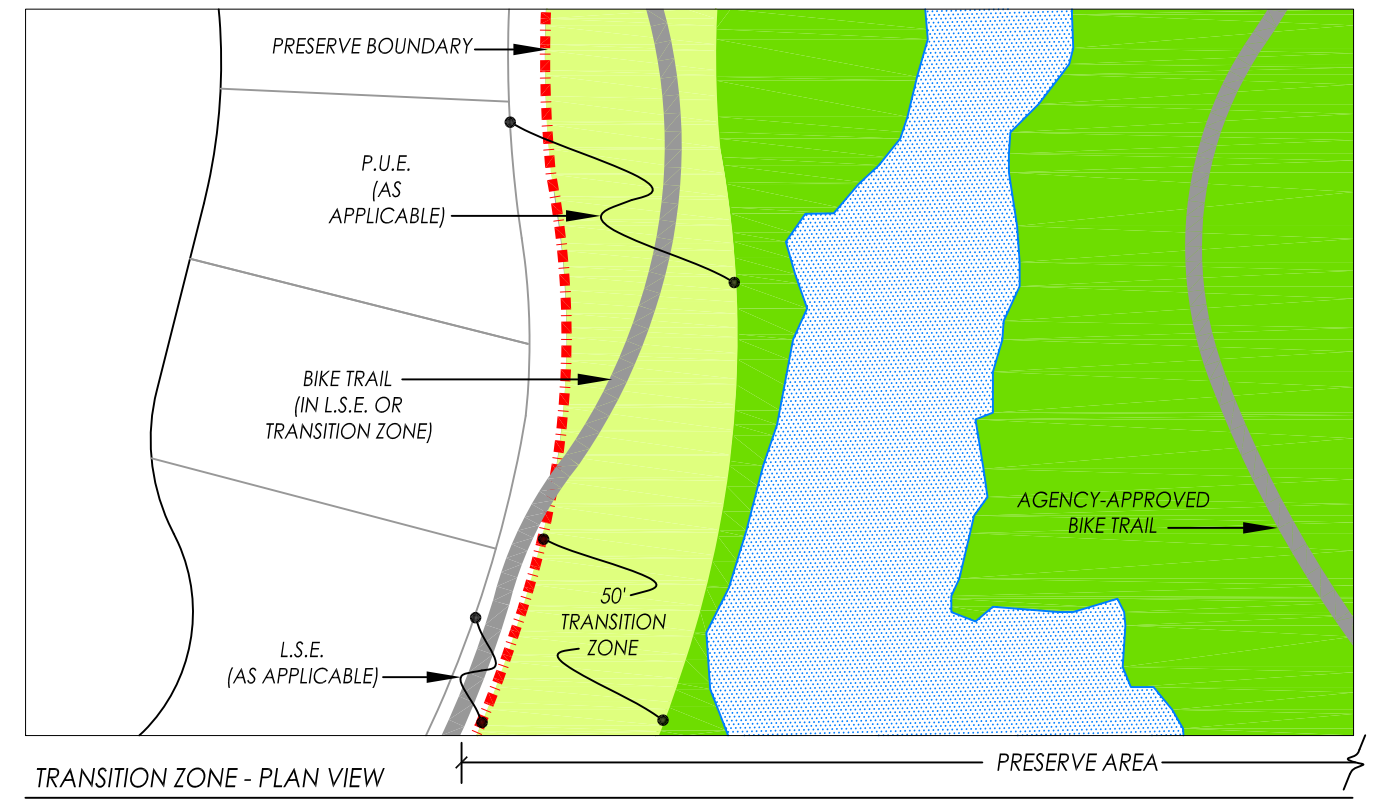 PRESERVE BOUNDARY
P.U.E.
(AS
APPLICABLE)
BIKE TRAIL
(IN L.S.E. OR
TRANSITION ZONE)
AGENCY-APPROVED
BIKE TRAIL
50'
TRANSITION
ZONE
L.S.E.
(AS APPLICABLE)
PRESERVE AREA
TRANSITION ZONE - PLAN VIEW